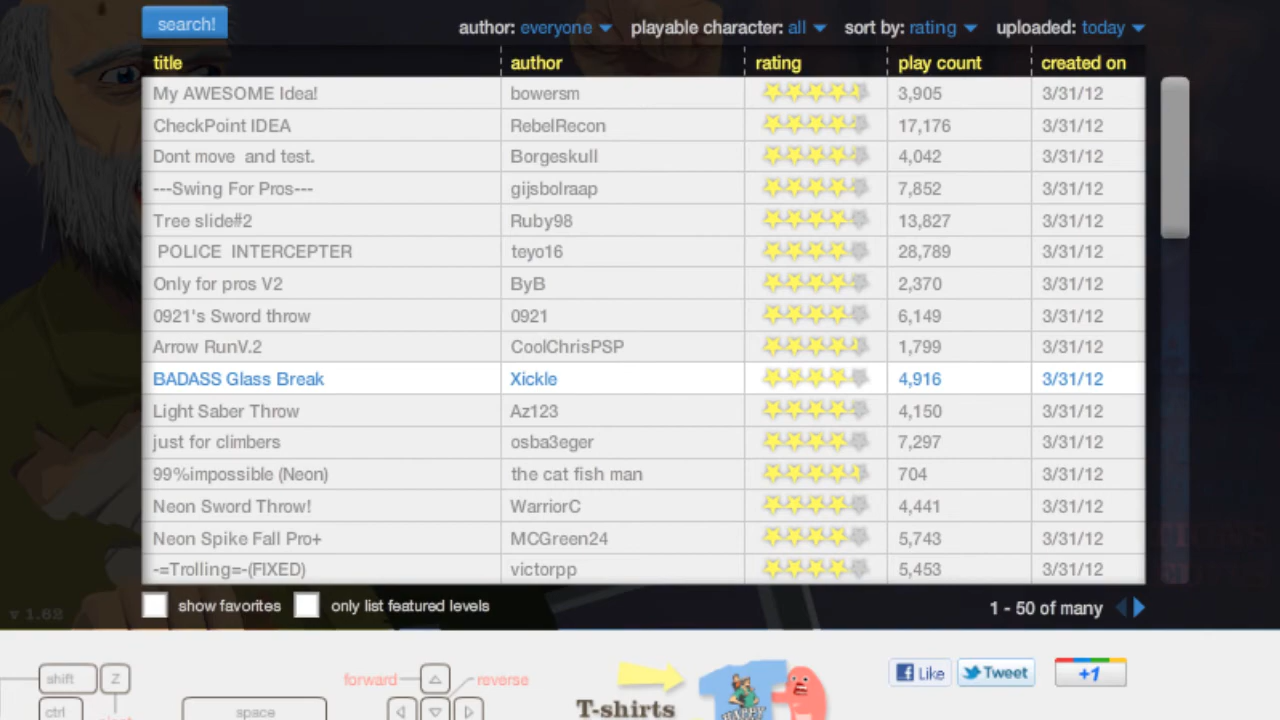 search! author: everyone playable character: all sort by: rating uploaded: today
title author rating play count created on
My AWESOME Idea! bowersm 3,905 3/31/12
CheckPoint IDEA RebelRecon 17,176 3/31/12
Dont move and test. Borgeskull 4,042 3/31/12
---Swing For Pros--- gijsbolraap 7,852 3/31/12
Tree slide#2 Ruby98 13,827 3/31/12
POLICE INTERCEPTER teyo16 28,789 3/31/12
Only for pros V2 ByB 2,370 3/31/12
0921's Sword throw 0921 6,149 3/31/12
Arrow RunV.2 CoolChrisPSP 1,799 3/31/12
BADASS Glass Break Xickle 4,916 3/31/12
Light Saber Throw Az123 4,150 3/31/12
just for climbers osba3eger 7,297 3/31/12
99%impossible (Neon) the cat fish man 704 3/31/12
Neon Sword Throw! WarriorC 4,441 3/31/12
Neon Spike Fall Pro+ MCGreen24 5,743 3/31/12
-=Trolling=-(FIXED) victorpp 5,453 3/31/12
show favorites only list featured levels 1 - 50 of many
v 1.62
shift Z forward reverse Like Tweet +1
ctrl space T-shirts